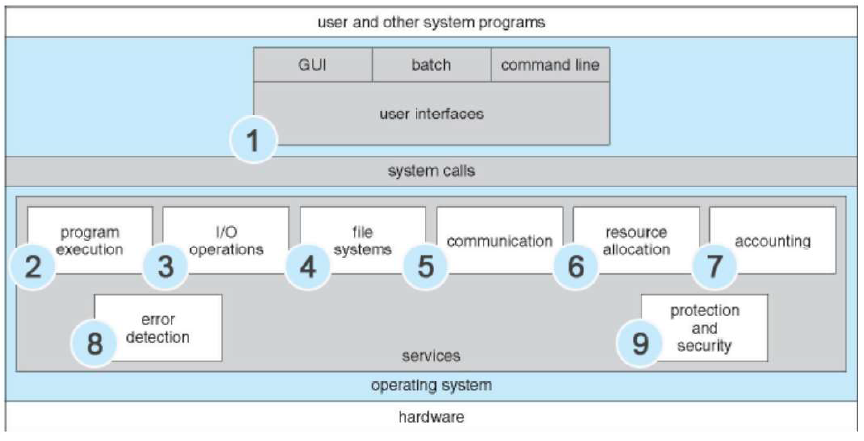 user and other system programs
GUI batch command line
user interfaces
1
system calls
program execution
2
I/O operations
3
file systems
4
communication
5
resource allocation
6
accounting
7
error detection
8
protection and security
9
services
operating system
hardware